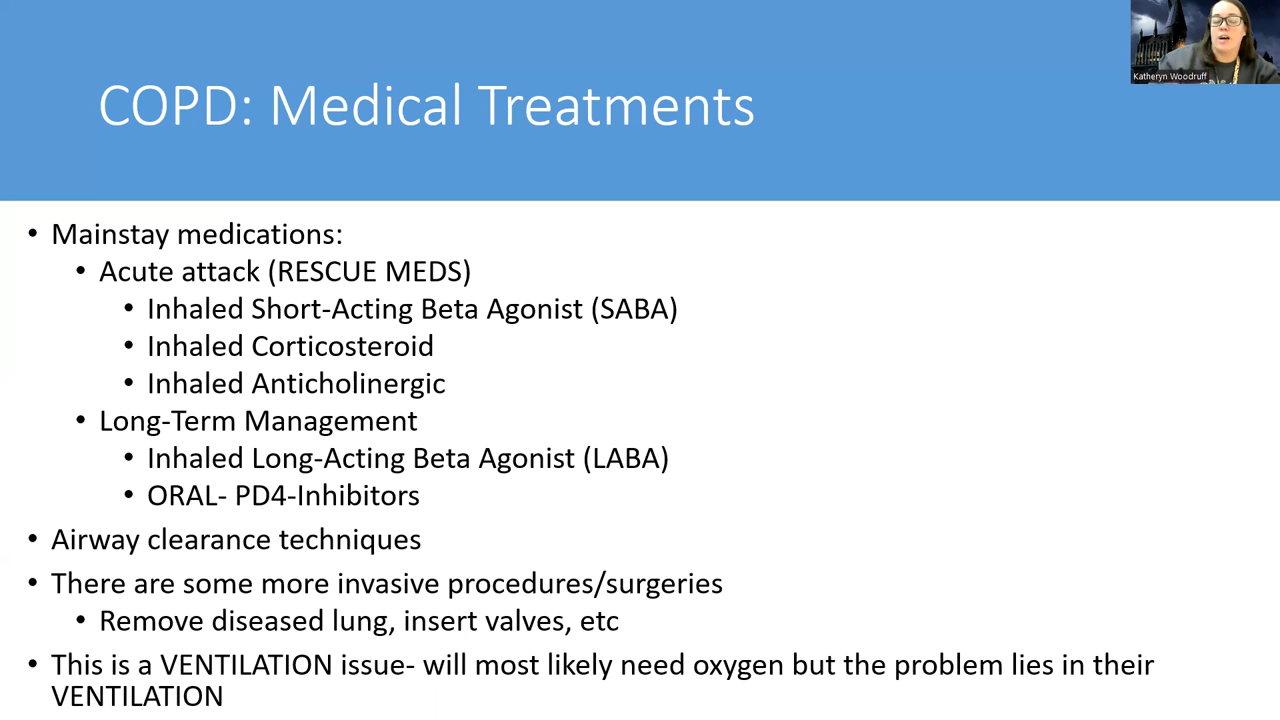 COPD: Medical Treatments
Katheryn Woodruff
• Mainstay medications:
• Acute attack (RESCUE MEDS)
• Inhaled Short-Acting Beta Agonist (SABA)
• Inhaled Corticosteroid
• Inhaled Anticholinergic
• Long-Term Management
• Inhaled Long-Acting Beta Agonist (LABA)
• ORAL- PD4-Inhibitors
• Airway clearance techniques
• There are some more invasive procedures/surgeries
• Remove diseased lung, insert valves, etc
• This is a VENTILATION issue- will most likely need oxygen but the problem lies in their
VENTILATION